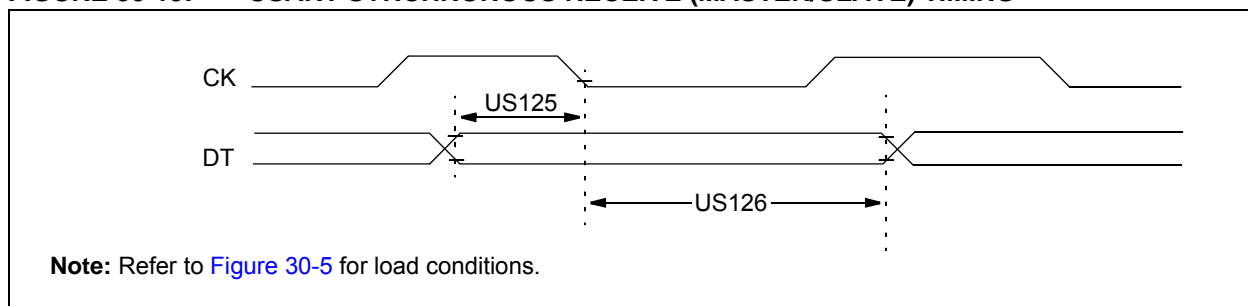 CK
US125
DT
US126
Note: Refer to Figure 30-5 for load conditions.